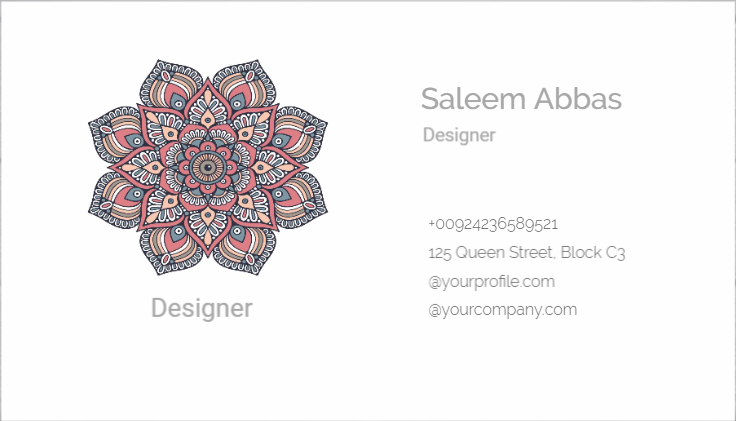 Saleem Abbas
Designer
+00924236589521
125 Queen Street, Block C3
@yourprofile.com
@yourcompany.com
Designer